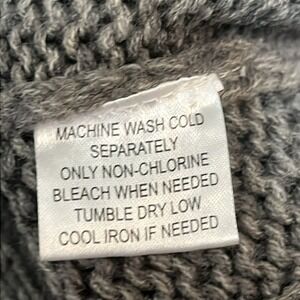 MACHINE WASH COLD
SEPARATELY
ONLY NON-CHLORINE
BLEACH WHEN NEEDED
TUMBLE DRY LOW
COOL IRON IF NEEDED